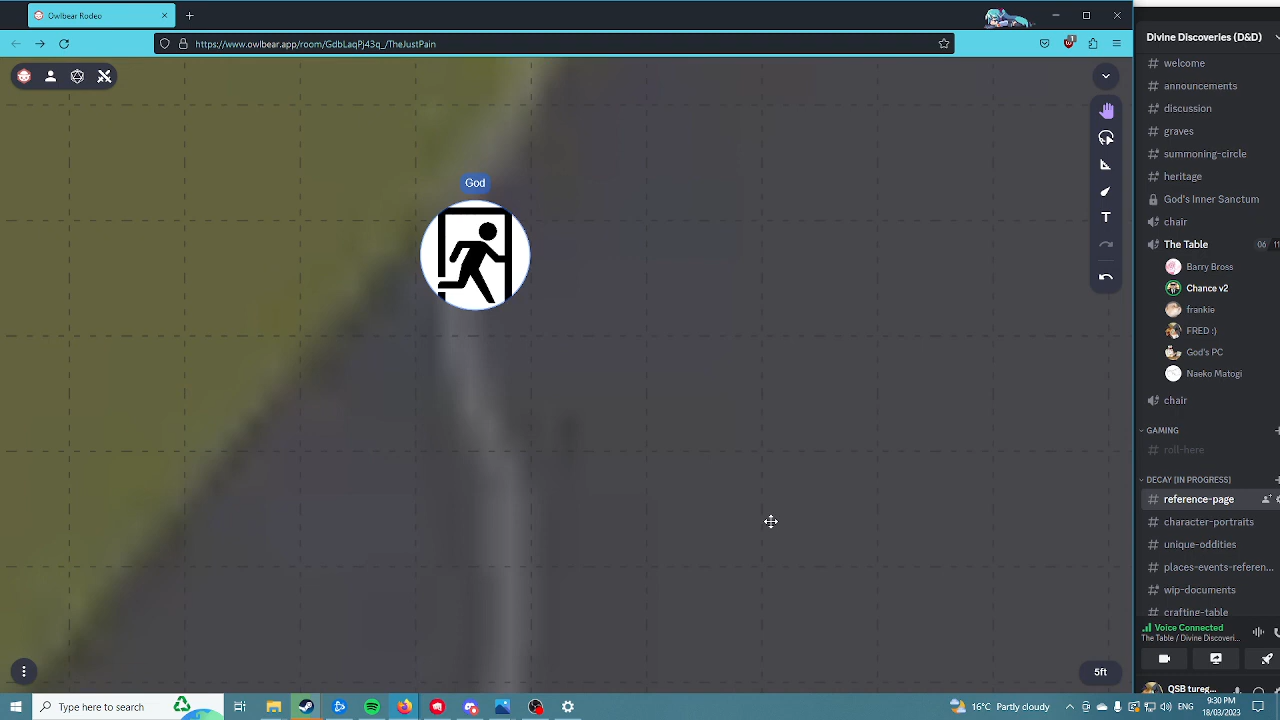 Owlbear Rodeo
https://www.owlbear.app/room/GdbLaqPj43q_/TheJustPain
God
5ft
Divine Discoveries (D&D)
welcome
announcements
discussion
graves
summoning-circle
heritage
God's Inner Sanctum
chair
The Table 06
Barry Bross
Chance v2
frankie
FRED :)
God's PC
Naeko Matogi
chair
GAMING
roll-here
DECAY (IN PROGRESS)
reference-page
character-portraits
unique-oddities
places-events-referen...
wip-documents
crafting-table
Voice Connected
The Table / Divine Discoveri...
QSB tureg...
Type here to search
16°C Partly cloudy
ENG
9:30 PM
18/03/2023